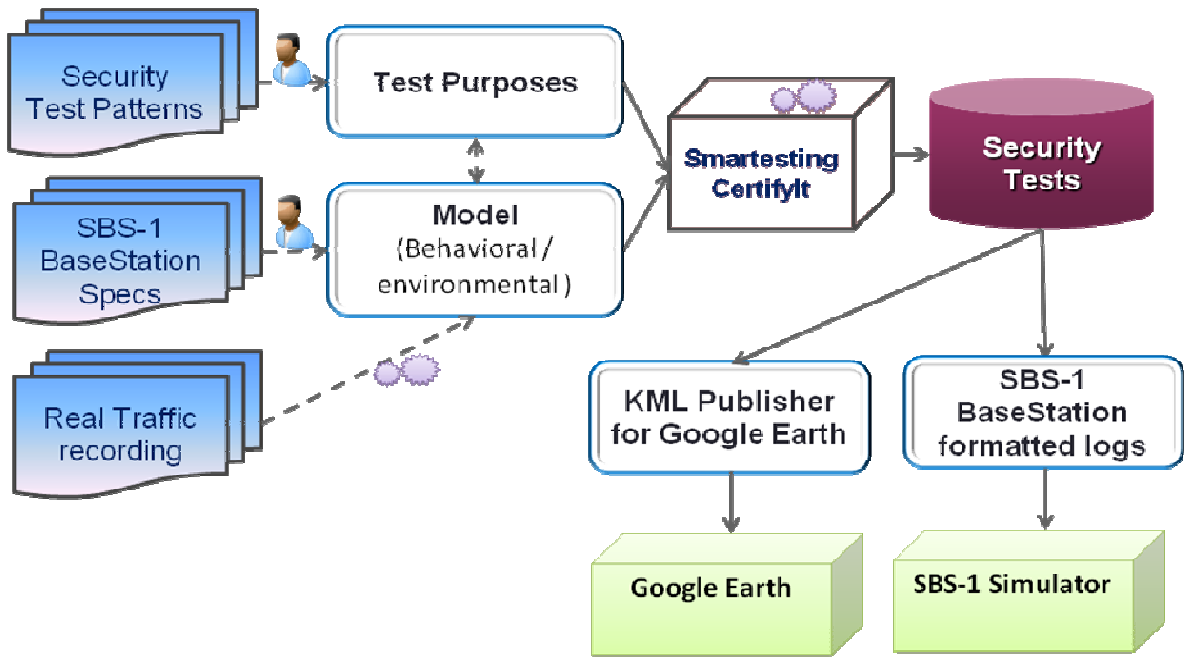 Security
Test Patterns
Test Purposes
Smartesting
CertifyIt
Security
Tests
SBS-1
BaseStation
Specs
Model
(Behavioral /
environmental)
Real Traffic
recording
KML Publisher
for Google Earth
SBS-1
BaseStation
formatted logs
Google Earth
SBS-1 Simulator